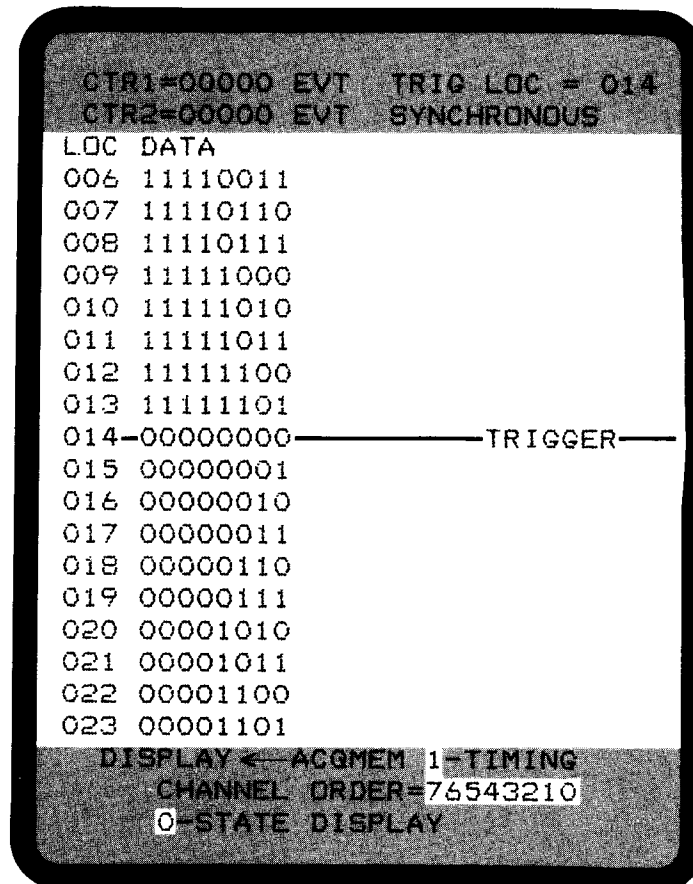 CTR1=00000 EVT TRIG LOC = 014
CTR2=00000 EVT SYNCHRONOUS
LOC DATA
006 11110011
007 11110110
008 11110111
009 11111000
010 11111010
011 11111011
012 11111100
013 11111101
014-00000000 TRIGGER
015 00000001
016 00000010
017 00000011
018 00000110
019 00000111
020 00001010
021 00001011
022 00001100
023 00001101
DISPLAY ← ACQMEM 1-TIMING
CHANNEL ORDER=76543210
0-STATE DISPLAY